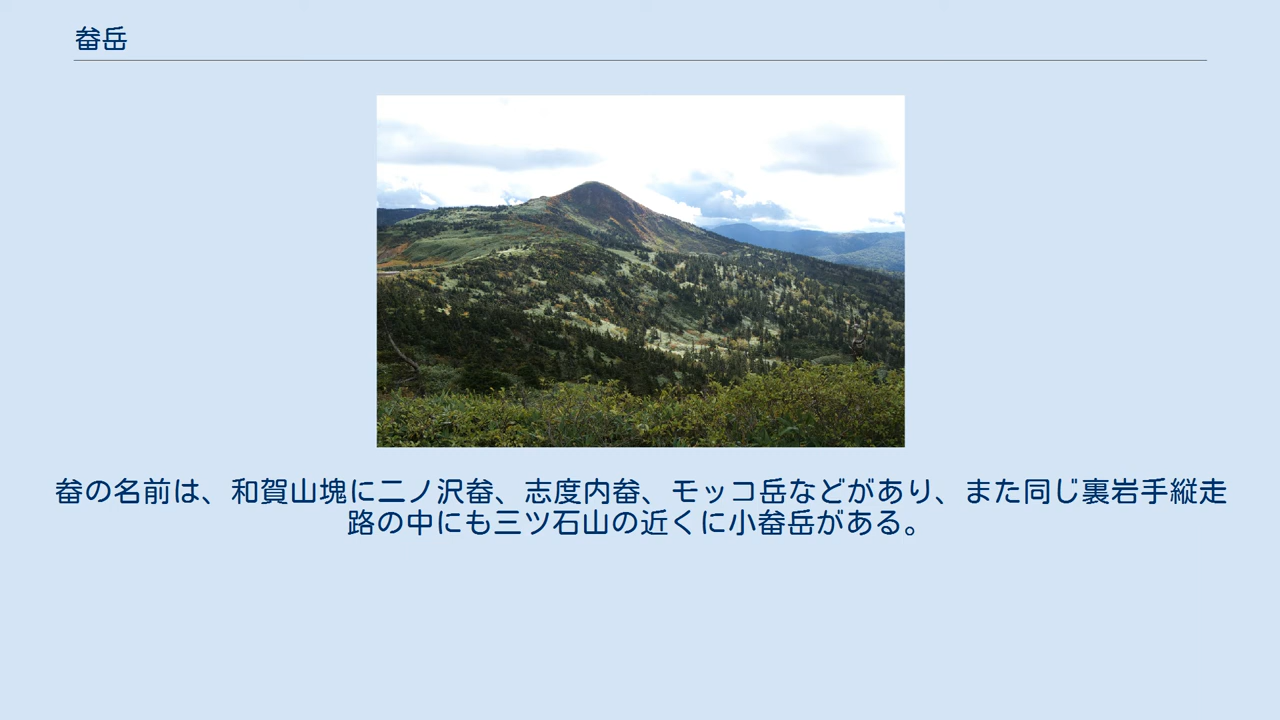 畚岳
畚の名前は、和賀山塊に二ノ沢畚、志度内畚、モッコ岳などがあり、また同じ裏岩手縦走
路の中にも三ツ石山の近くに小畚岳がある。